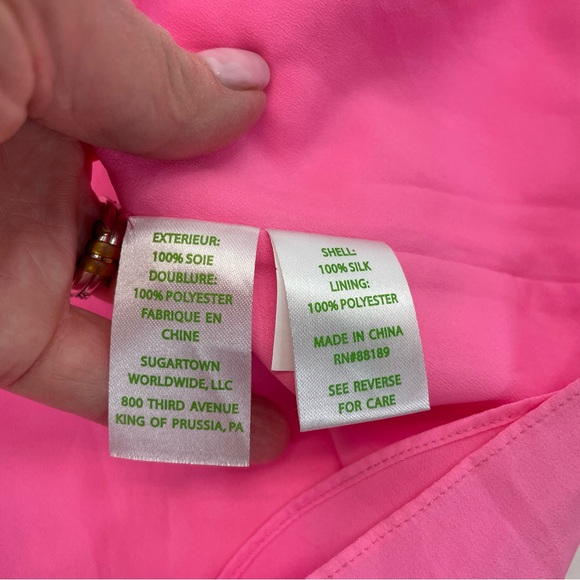 EXTERIEUR:
100% SOIE
DOUBLURE:
100% POLYESTER
FABRIQUE EN
CHINE
SUGARTOWN
WORLDWIDE, LLC
800 THIRD AVENUE
KING OF PRUSSIA, PA
SHELL:
100% SILK
LINING:
100% POLYESTER
MADE IN CHINA
RN#88189
SEE REVERSE
FOR CARE